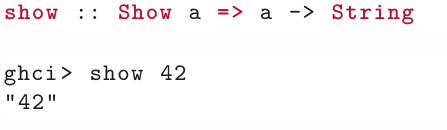 show :: Show a => a -> String
ghci> show 42
"42"